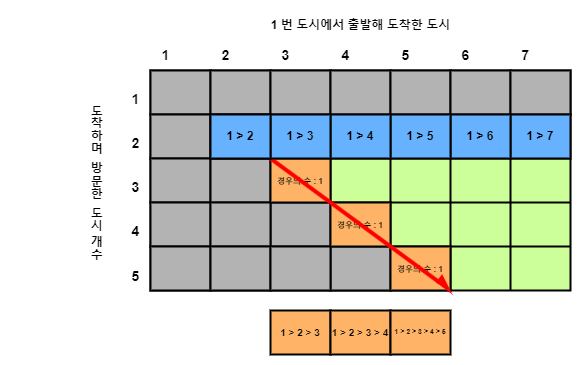 1 번 도시에서 출발해 도착한 도시
1 2 3 4 5 6 7
도착하며 방문한 도시 개수
1
2 1 > 2 1 > 3 1 > 4 1 > 5 1 > 6 1 > 7
3 경우의 수 : 1
4 경우의 수 : 1
5 경우의 수 : 1
1 > 2 > 3 1 > 2 > 3 > 4 1 > 2 > 3 > 4 > 5